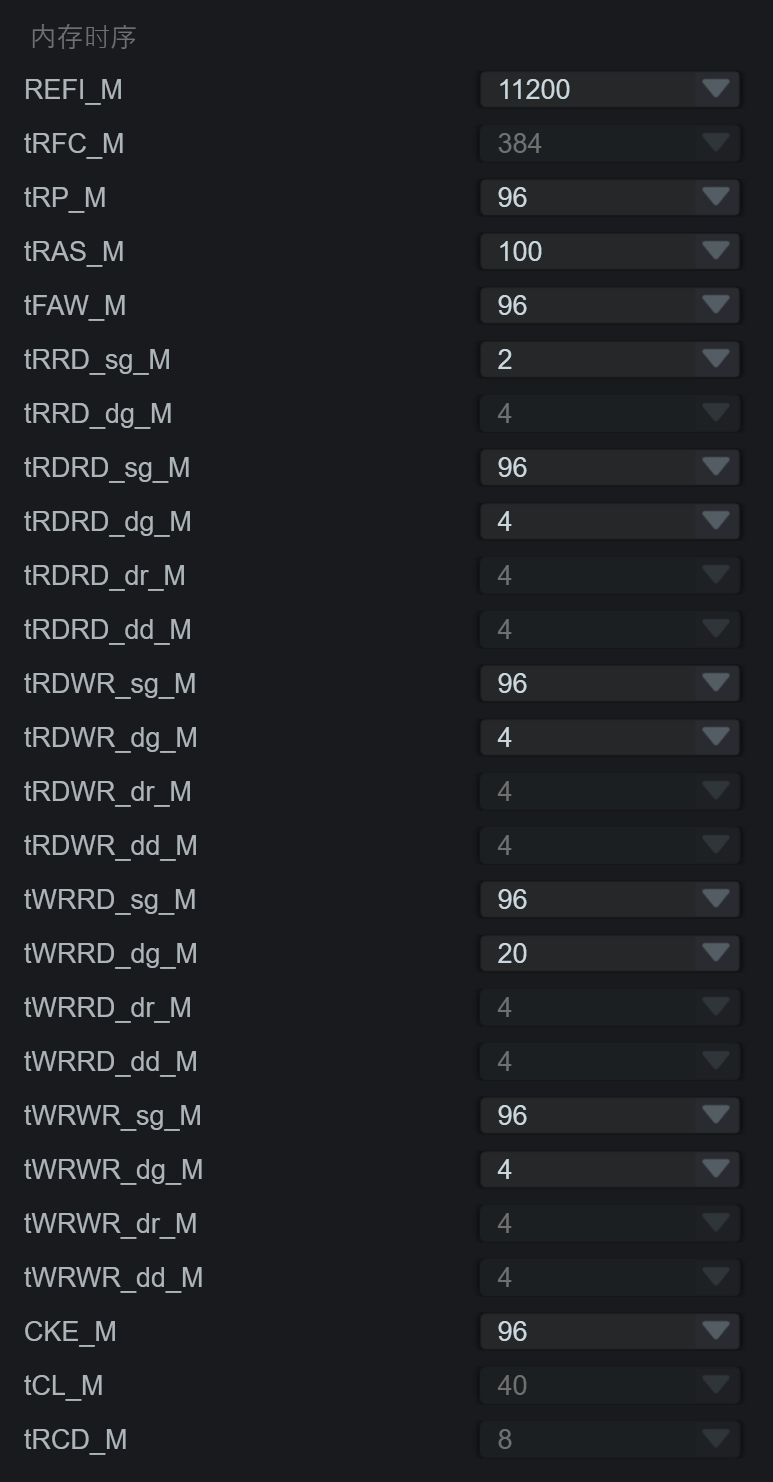 内存时序
REFI_M 11200
tRFC_M 384
tRP_M 96
tRAS_M 100
tFAW_M 96
tRRD_sg_M 2
tRRD_dg_M 4
tRDRD_sg_M 96
tRDRD_dg_M 4
tRDRD_dr_M 4
tRDRD_dd_M 4
tRDWR_sg_M 96
tRDWR_dg_M 4
tRDWR_dr_M 4
tRDWR_dd_M 4
tWRRD_sg_M 96
tWRRD_dg_M 20
tWRRD_dr_M 4
tWRRD_dd_M 4
tWRWR_sg_M 96
tWRWR_dg_M 4
tWRWR_dr_M 4
tWRWR_dd_M 4
CKE_M 96
tCL_M 40
tRCD_M 8